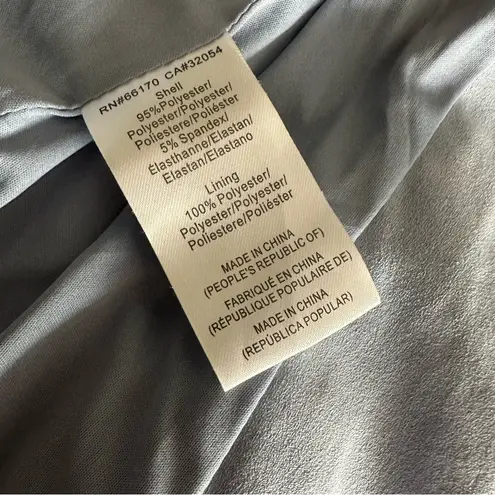 RN#66170 CA#32054
Shell
95%Polyester/
Polyester/Polyester/
Poliestere/Poliéster
5% Spandex/
Élasthanne/Elastan/
Elastan/Elastano
Lining
100% Polyester/
Polyester/Polyester/
Poliestere/Poliéster
MADE IN CHINA
(PEOPLE'S REPUBLIC OF)
FABRIQUÉ EN CHINA
(RÉPUBLIQUE POPULAIRE DE)
MADE IN CHINA
(REPÚBLICA POPULAR)